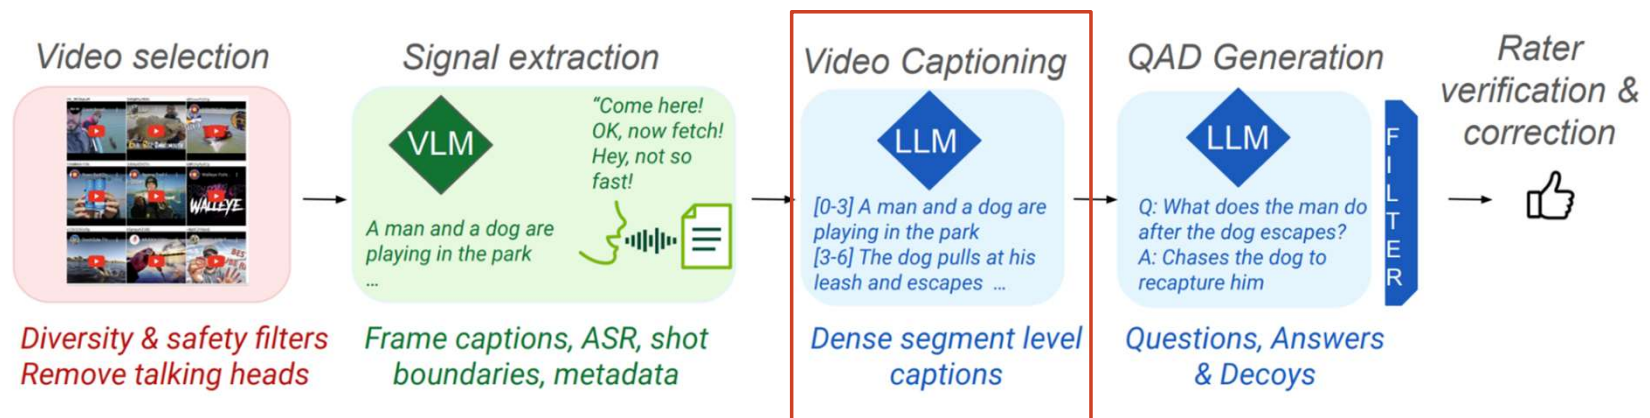 Video selection
WALLEYE
Diversity & safety filters
Remove talking heads
Signal extraction
VLM
“Come here!
OK, now fetch!
Hey, not so
fast!
A man and a dog are
playing in the park
...
Frame captions, ASR, shot
boundaries, metadata
Video Captioning
LLM
[0-3] A man and a dog are
playing in the park
[3-6] The dog pulls at his
leash and escapes ...
Dense segment level
captions
QAD Generation
LLM
Q: What does the man do
after the dog escapes?
A: Chases the dog to
recapture him
FILTER
Questions, Answers
& Decoys
Rater
verification &
correction